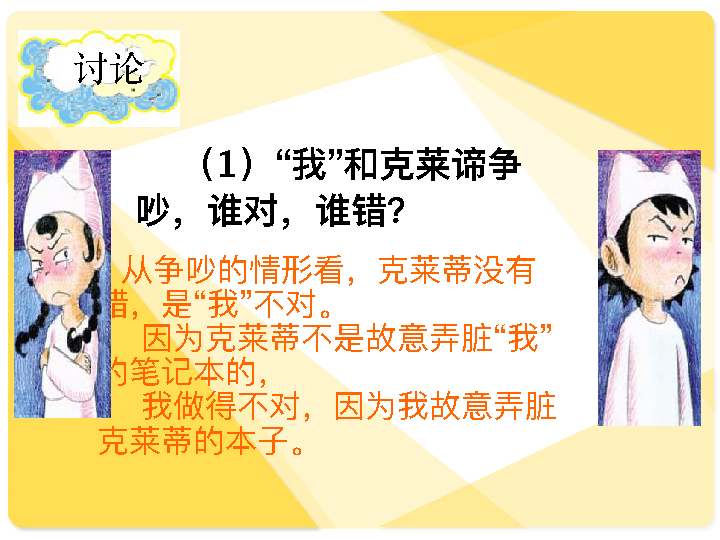 讨论
（1）“我”和克莱谛争
吵，谁对，谁错？
从争吵的情形看，克莱蒂没有
错，是“我”不对。
因为克莱蒂不是故意弄脏“我”
的笔记本的，
我做得不对，因为我故意弄脏
克莱蒂的本子。